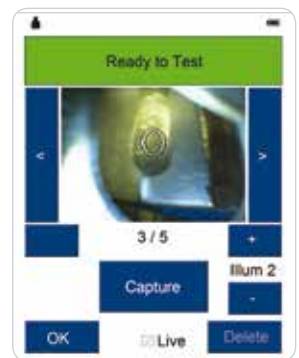 Ready to Test
< >
3 / 5
+
Illum 2
Capture
-
OK
Live
Delete